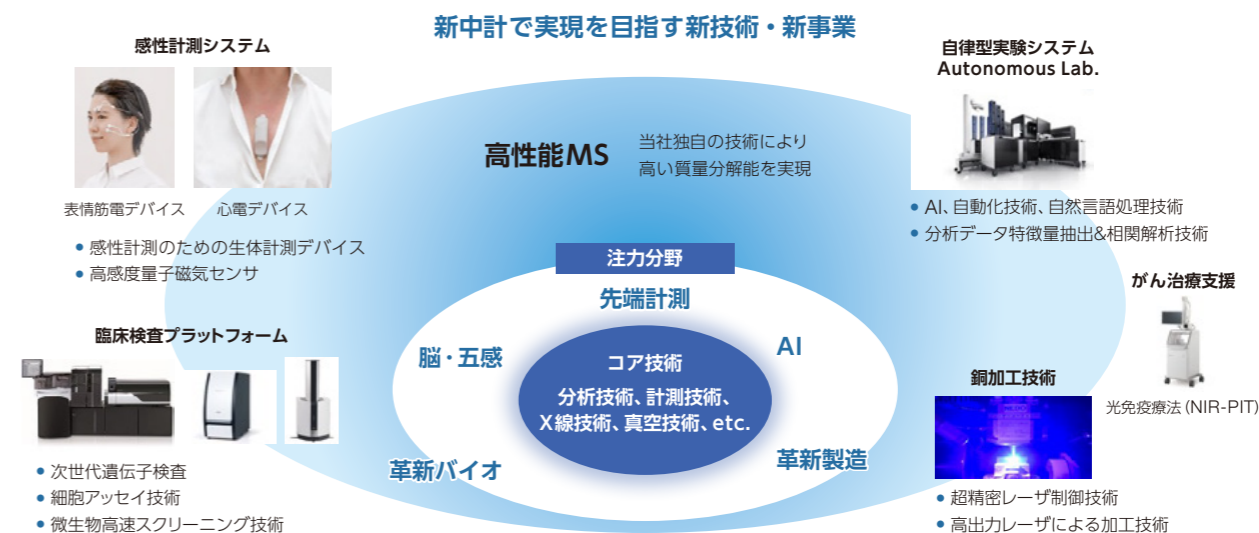 新中計で実現を目指す新技術・新事業
感性計測システム
表情筋電デバイス
心電デバイス
• 感性計測のための生体計測デバイス
• 高感度量子磁気センサ
高性能MS
当社独自の技術により
高い質量分解能を実現
自律型実験システム
Autonomous Lab.
• AI、自動化技術、自然言語処理技術
• 分析データ特徴量抽出&相関解析技術
がん治療支援
光免疫療法(NIR-PIT)
臨床検査プラットフォーム
• 次世代遺伝子検査
• 細胞アッセイ技術
• 微生物高速スクリーニング技術
注力分野
先端計測
脳・五感
AI
コア技術
分析技術、計測技術、
X線技術、真空技術、etc.
革新バイオ
革新製造
銅加工技術
• 超精密レーザ制御技術
• 高出力レーザによる加工技術